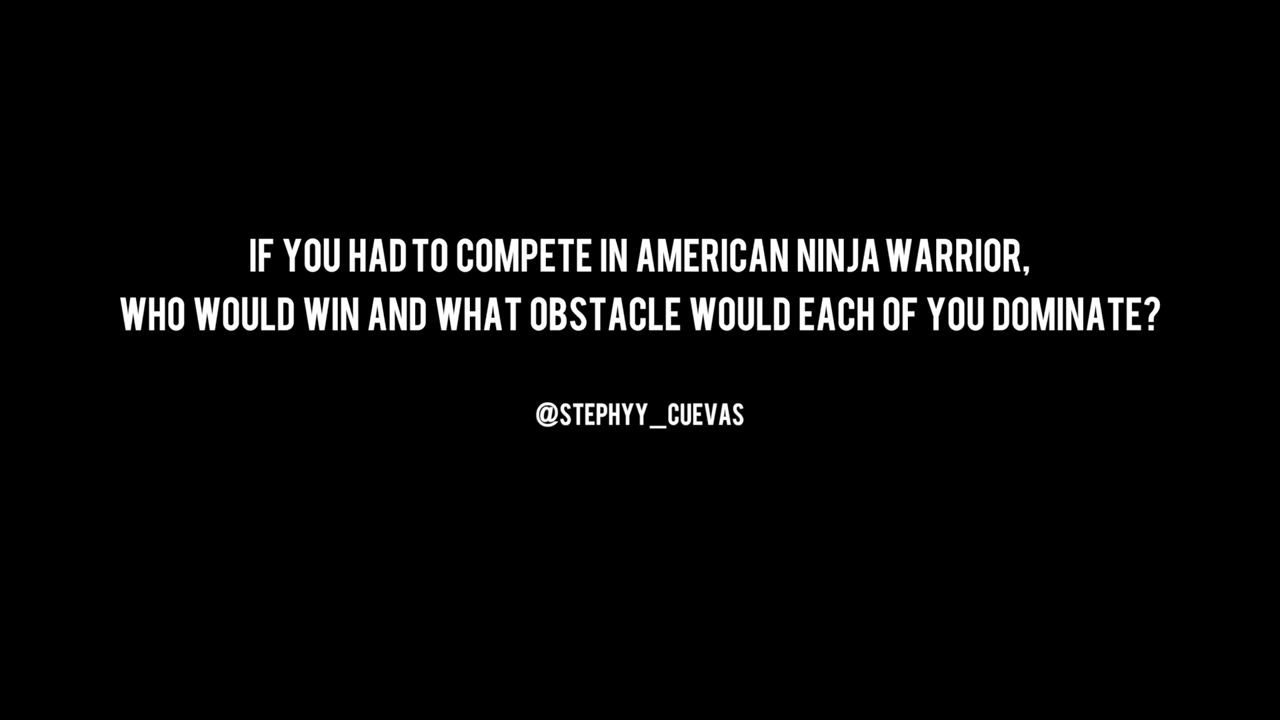 IF YOU HAD TO COMPETE IN AMERICAN NINJA WARRIOR,
WHO WOULD WIN AND WHAT OBSTACLE WOULD EACH OF YOU DOMINATE?
@STEPHYY_CUEVAS